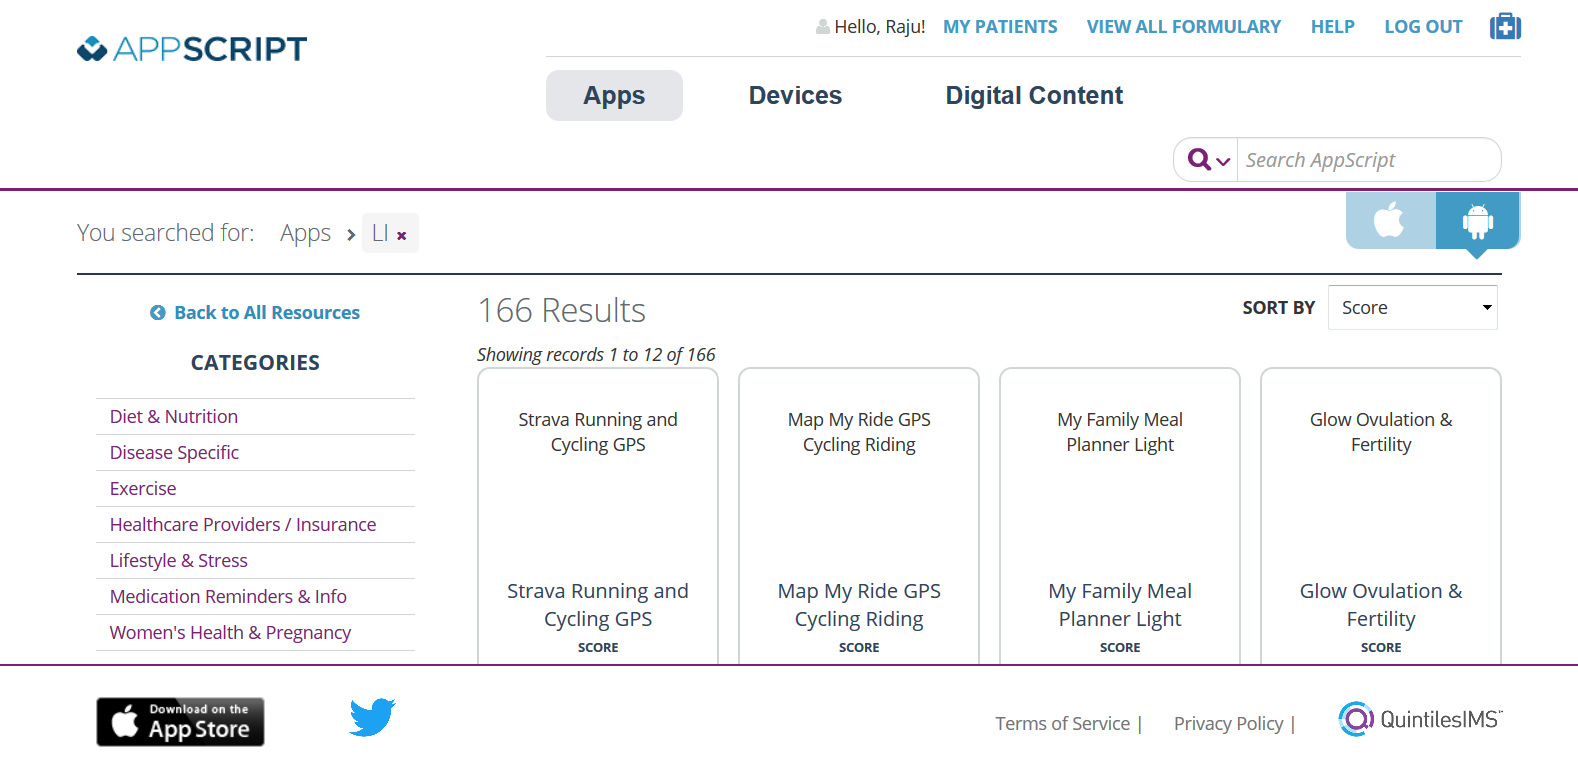 APPSCRIPT
Hello, Raju! MY PATIENTS VIEW ALL FORMULARY HELP LOG OUT
Apps Devices Digital Content
Search AppScript
You searched for: Apps LI
Back to All Resources
CATEGORIES
Diet & Nutrition
Disease Specific
Exercise
Healthcare Providers / Insurance
Lifestyle & Stress
Medication Reminders & Info
Women's Health & Pregnancy
166 Results
SORT BY Score
Showing records 1 to 12 of 166
Strava Running and
Cycling GPS
Strava Running and
Cycling GPS
SCORE
Map My Ride GPS
Cycling Riding
Map My Ride GPS
Cycling Riding
SCORE
My Family Meal
Planner Light
My Family Meal
Planner Light
SCORE
Glow Ovulation &
Fertility
Glow Ovulation &
Fertility
SCORE
Download on the
App Store
Terms of Service | Privacy Policy |
QuintilesIMS™